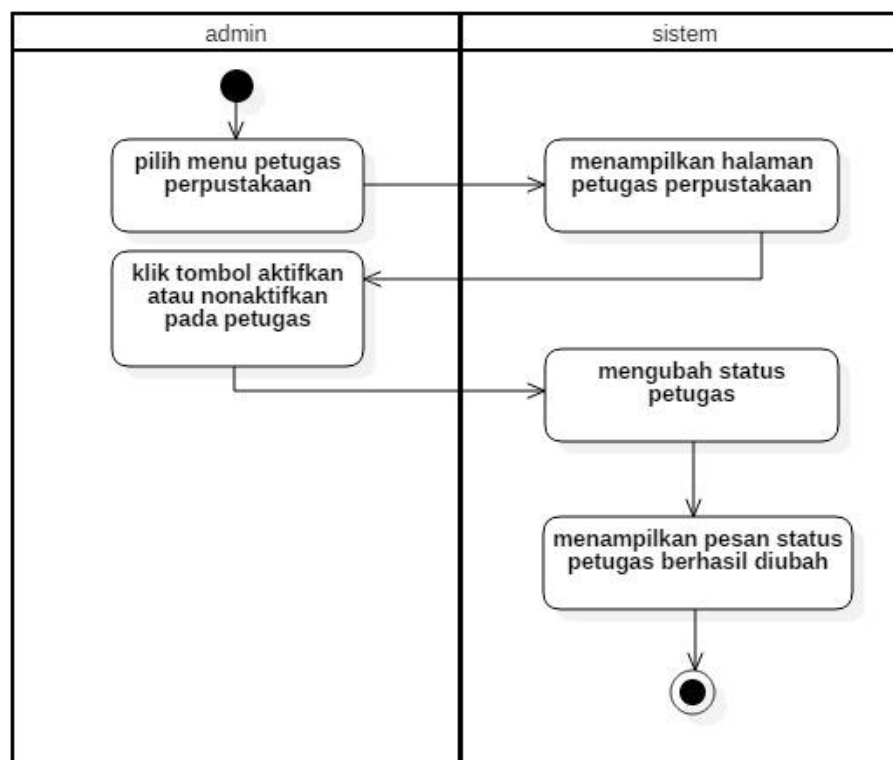 admin
sistem
pilih menu petugas
perpustakaan
menampilkan halaman
petugas perpustakaan
klik tombol aktifkan
atau nonaktifkan
pada petugas
mengubah status
petugas
menampilkan pesan status
petugas berhasil diubah